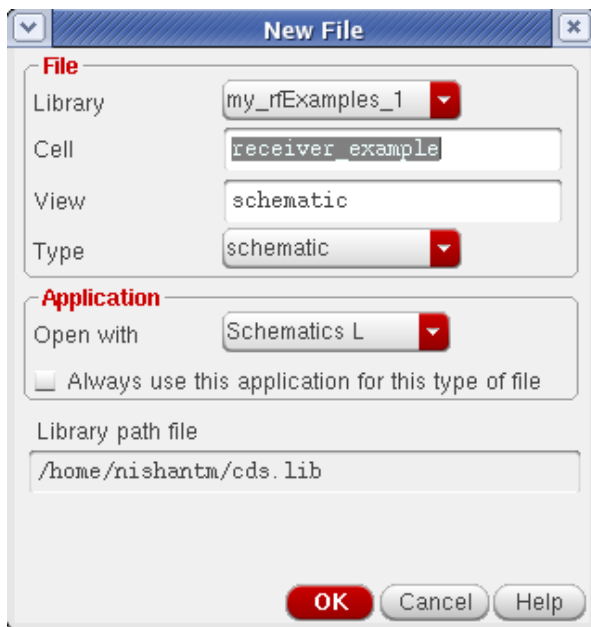 New File
File
Library my_rfExamples_1
Cell receiver_example
View schematic
Type schematic
Application
Open with Schematics L
Always use this application for this type of file
Library path file
/home/nishantm/cds.lib
OK Cancel Help